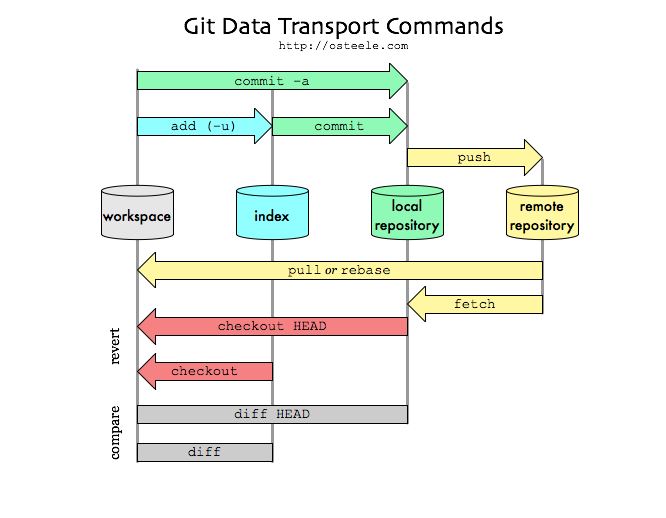 Git Data Transport Commands
http://osteele.com
commit -a
add (-u)
commit
push
workspace
index
local
repository
remote
repository
pull or rebase
fetch
revert
checkout HEAD
checkout
compare
diff HEAD
diff